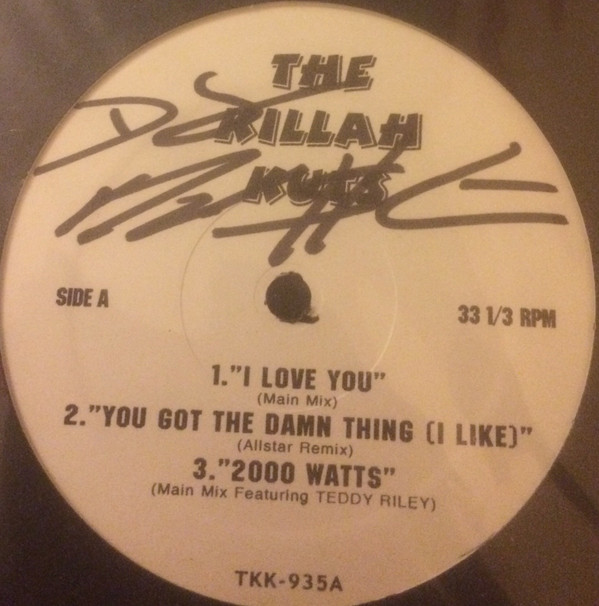 THE
KILLAH
KUTS
SIDE A
33 1/3 RPM
1."I LOVE YOU"
(Main Mix)
2."YOU GOT THE DAMN THING (I LIKE)"
(Allstar Remix)
3."2000 WATTS"
(Main Mix Featuring TEDDY RILEY)
TKK-935A